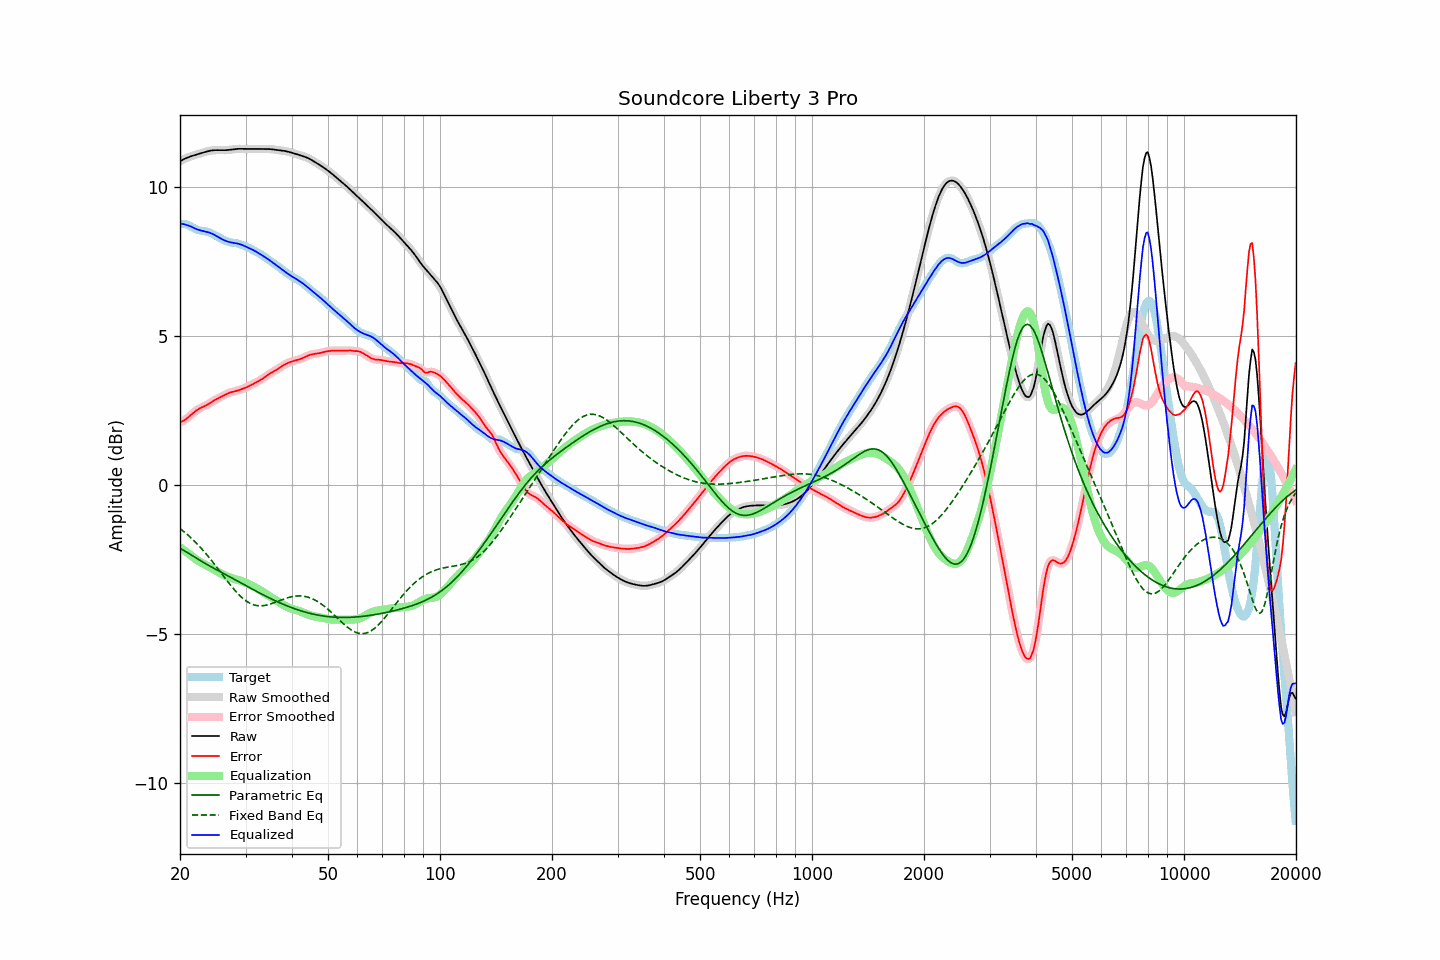 Soundcore Liberty 3 Pro
Amplitude (dBr)
10
5
0
−5
−10
Target
Raw Smoothed
Error Smoothed
Raw
Error
Equalization
Parametric Eq
Fixed Band Eq
Equalized
20 50 100 200 500 1000 2000 5000 10000 20000
Frequency (Hz)